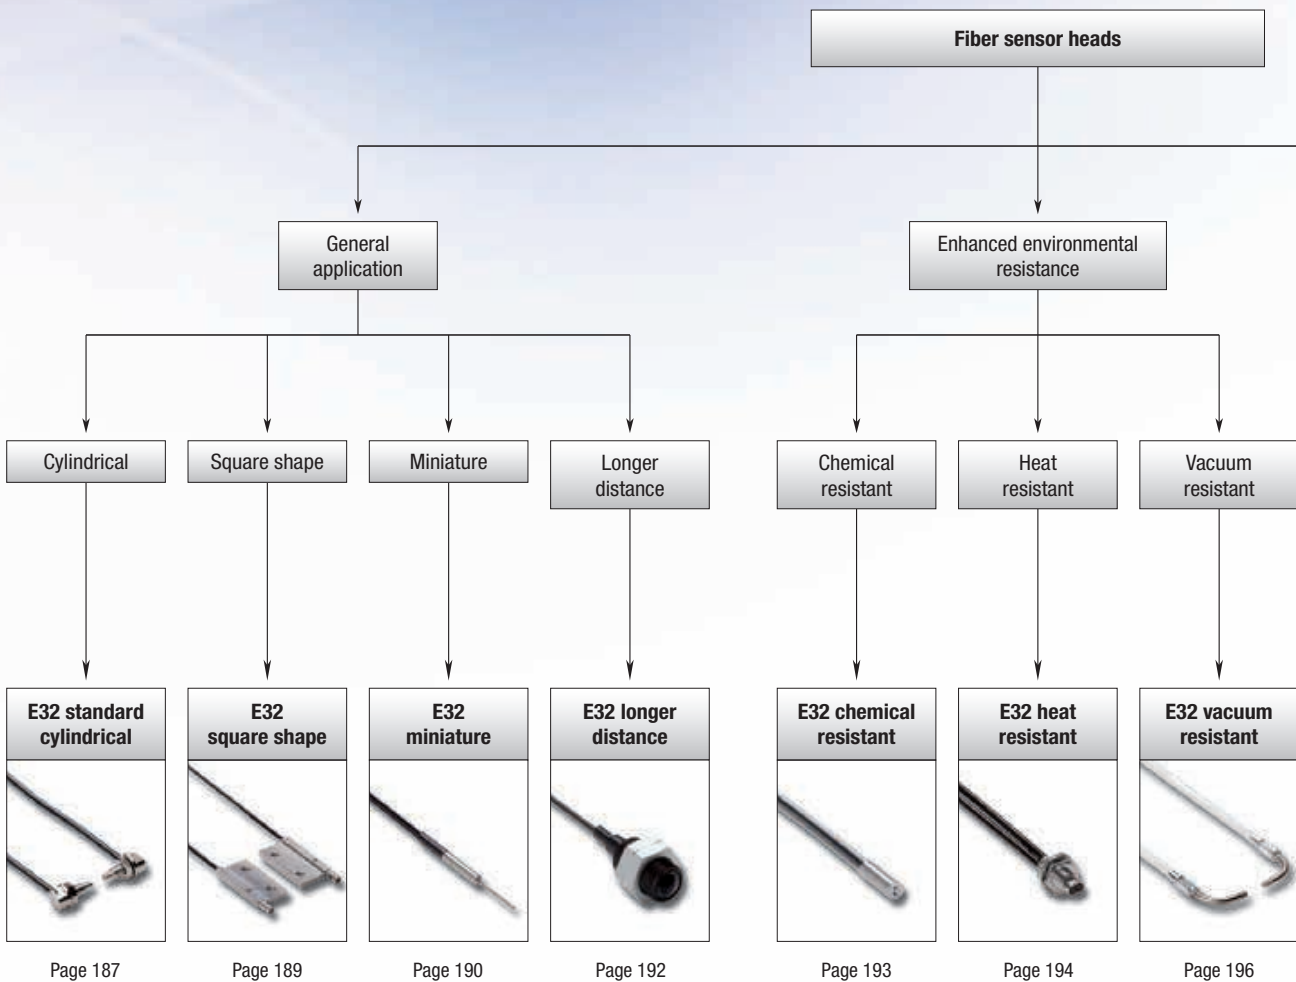 Fiber sensor heads
General
application
Enhanced environmental
resistance
Cylindrical
Square shape
Miniature
Longer
distance
Chemical
resistant
Heat
resistant
Vacuum
resistant
E32 standard
cylindrical
E32
square shape
E32
miniature
E32 longer
distance
E32 chemical
resistant
E32 heat
resistant
E32 vacuum
resistant
Page 187
Page 189
Page 190
Page 192
Page 193
Page 194
Page 196